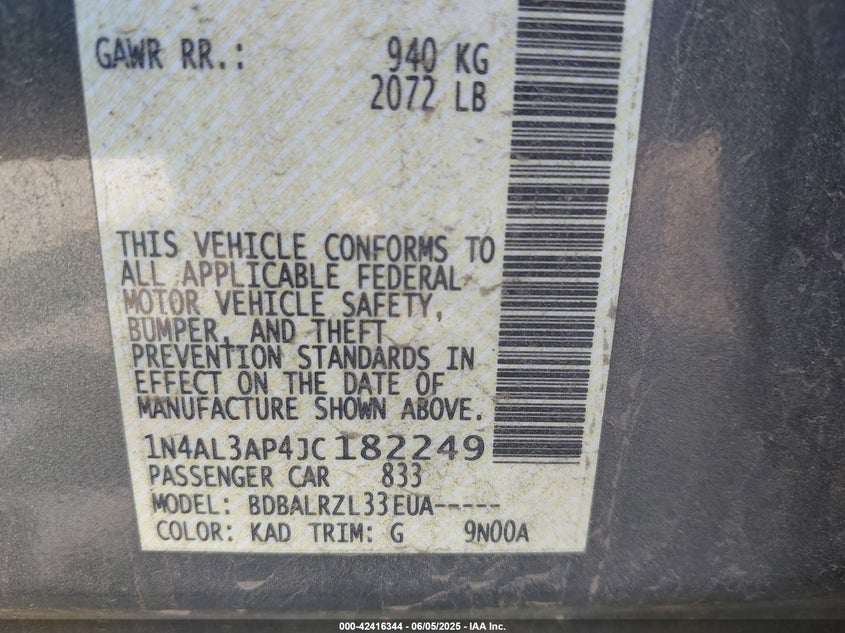 GAWR RR.: 940 KG
2072 LB
THIS VEHICLE CONFORMS TO
ALL APPLICABLE FEDERAL
MOTOR VEHICLE SAFETY,
BUMPER, AND THEFT
PREVENTION STANDARDS IN
EFFECT ON THE DATE OF
MANUFACTURE SHOWN ABOVE.
1N4AL3AP4JC182249
PASSENGER CAR 833
MODEL: BDBALRZL33EUA-----
COLOR: KAD TRIM: G 9N00A
000-42416344 | 06/05/2025 - IAA Inc.